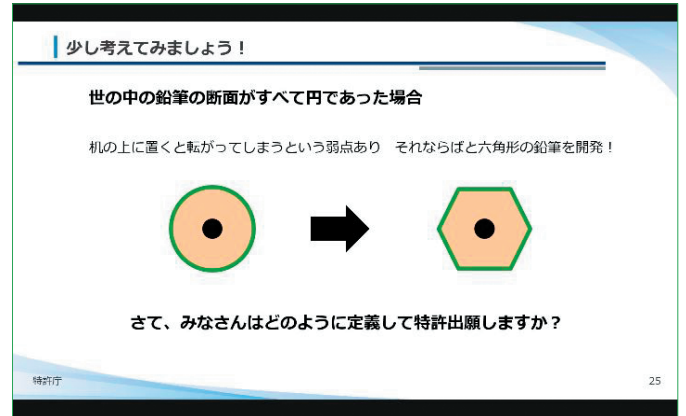 少し考えてみましょう！
世の中の鉛筆の断面がすべて円であった場合
机の上に置くと転がってしまうという弱点あり　それならばと六角形の鉛筆を開発！
さて、みなさんはどのように定義して特許出願しますか？
特許庁
25